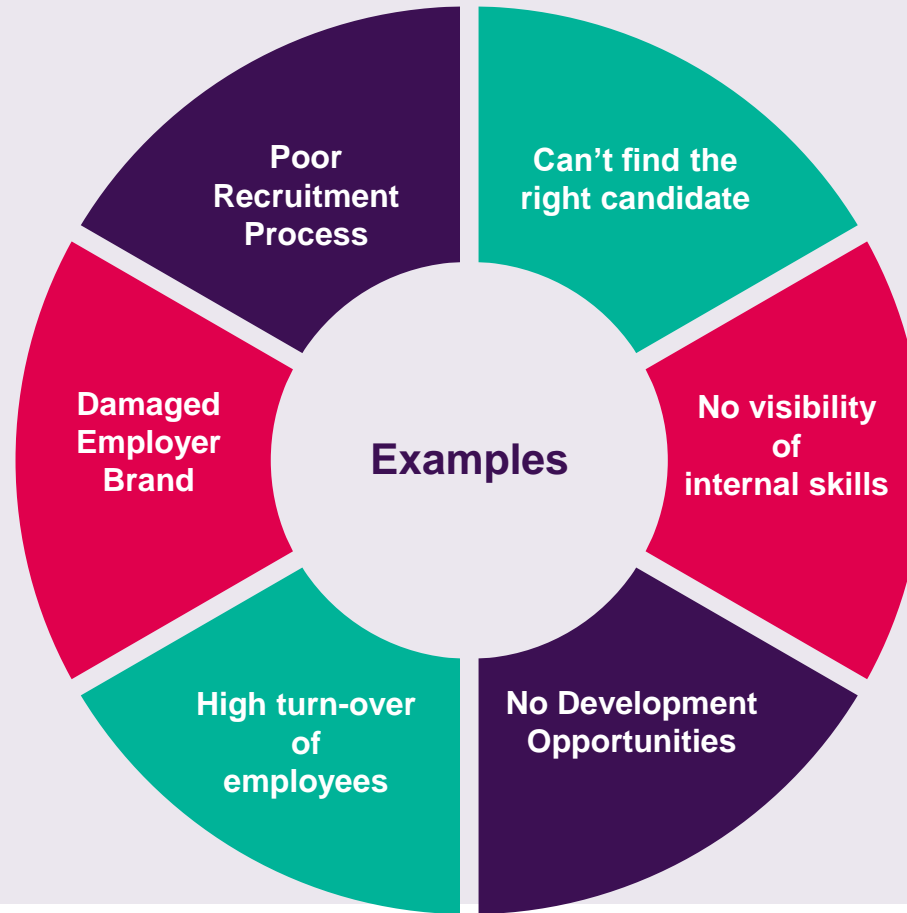 Poor
Recruitment
Process
Can’t find the
right candidate
Damaged
Employer
Brand
Examples
No visibility
of
internal skills
High turn-over
of
employees
No Development
Opportunities